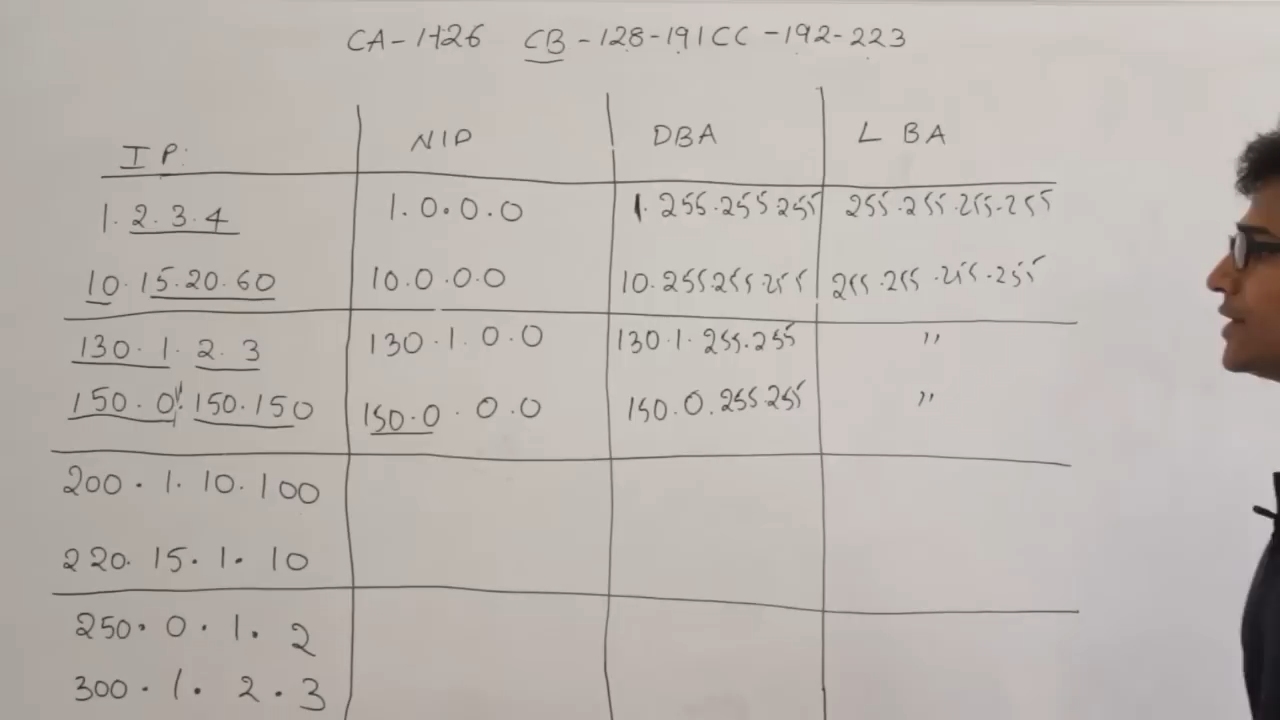 CA-1-126 CB-128-191 CC-192-223
IP: NIP DBA L BA
1.2.3.4 1.0.0.0 1.255.255.255 255.255.255.255
10.15.20.60 10.0.0.0 10.255.255.255 255.255.255.255
130.1.2.3 130.1.0.0 130.1.255.255 "
150.0.150.150 150.0.0.0 150.0.255.255 "
200.1.10.100
220.15.1.10
250.0.1.2
300.1.2.3